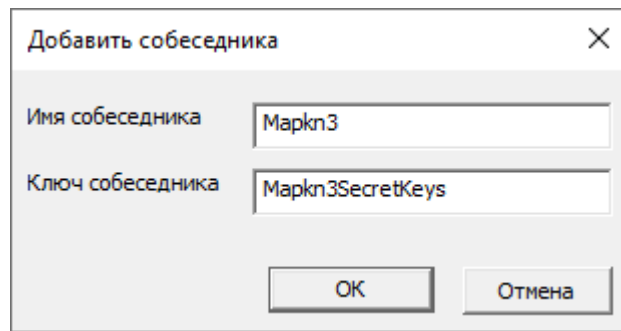 Добавить собеседника
Имя собеседника Mapkn3
Ключ собеседника Mapkn3SecretKeys
OK Отмена